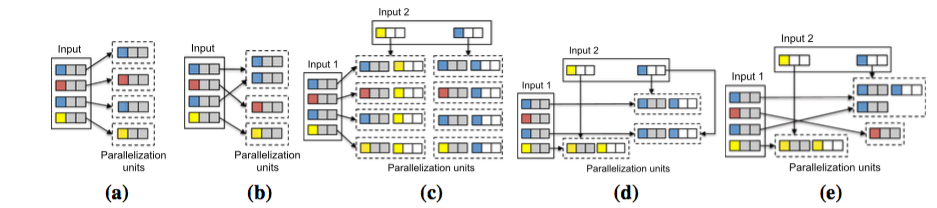 Input
Parallelization
units
(a)
Input
Parallelization
units
(b)
Input 2
Input 1
Parallelization units
(c)
Input 2
Input 1
Parallelization units
(d)
Input 2
Input 1
Parallelization units
(e)